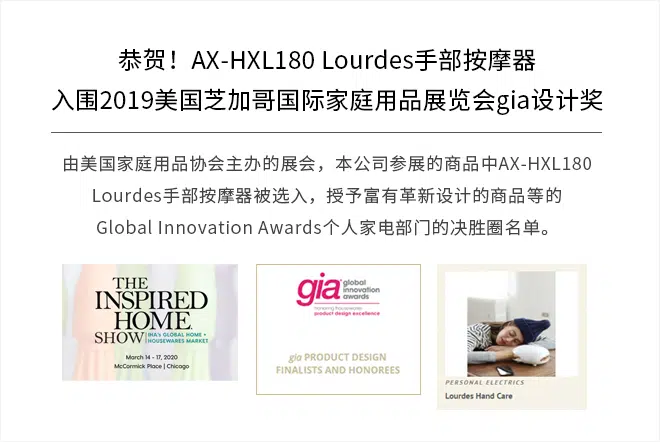 恭贺！AX-HXL180 Lourdes手部按摩器
入围2019美国芝加哥国际家庭用品展览会gia设计奖
由美国家庭用品协会主办的展会，本公司参展的商品中AX-HXL180
Lourdes手部按摩器被选入，授予富有革新设计的商品等的
Global Innovation Awards个人家电部门的决胜圈名单。
THE
INSPIRED
HOME
SHOW
IHA's GLOBAL HOME +
HOUSEWARES MARKET
March 14 - 17, 2020
McCormick Place | Chicago
gia global
innovation
awards
honoring housewares
product design excellence
gia PRODUCT DESIGN
FINALISTS AND HONOREES
PERSONAL ELECTRICS
Lourdes Hand Care